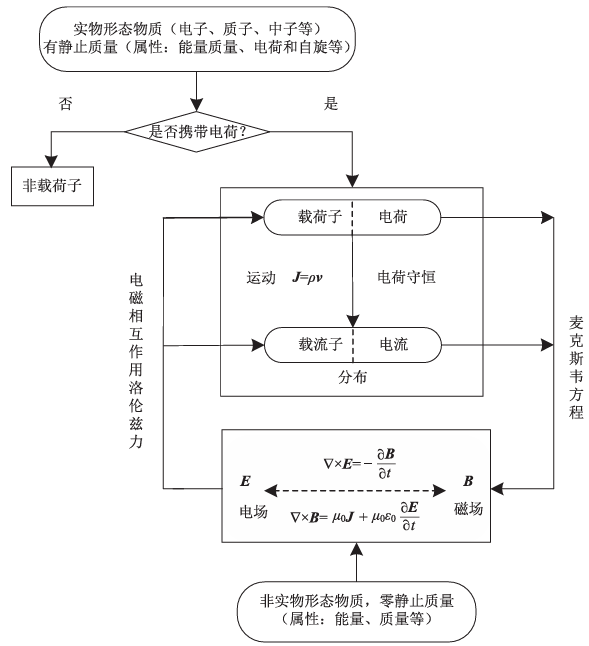 实物形态物质（电子、质子、中子等）
有静止质量（属性：能量质量、电荷和自旋等）
否
是
是否携带电荷？
非载荷子
载荷子
电荷
运动 J=ρv
电荷守恒
载流子
电流
分布
电磁相互作用洛伦兹力
麦克斯韦方程
∇×E=-∂B/∂t
E
B
电场
∇×B=μ₀J+μ₀ε₀∂E/∂t
磁场
非实物形态物质，零静止质量
（属性：能量、质量等）